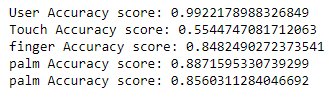 User Accuracy score: 0.9922178988326849
Touch Accuracy score: 0.5544747081712063
finger Accuracy score: 0.8482490272373541
palm Accuracy score: 0.8871595330739299
palm Accuracy score: 0.8560311284046692